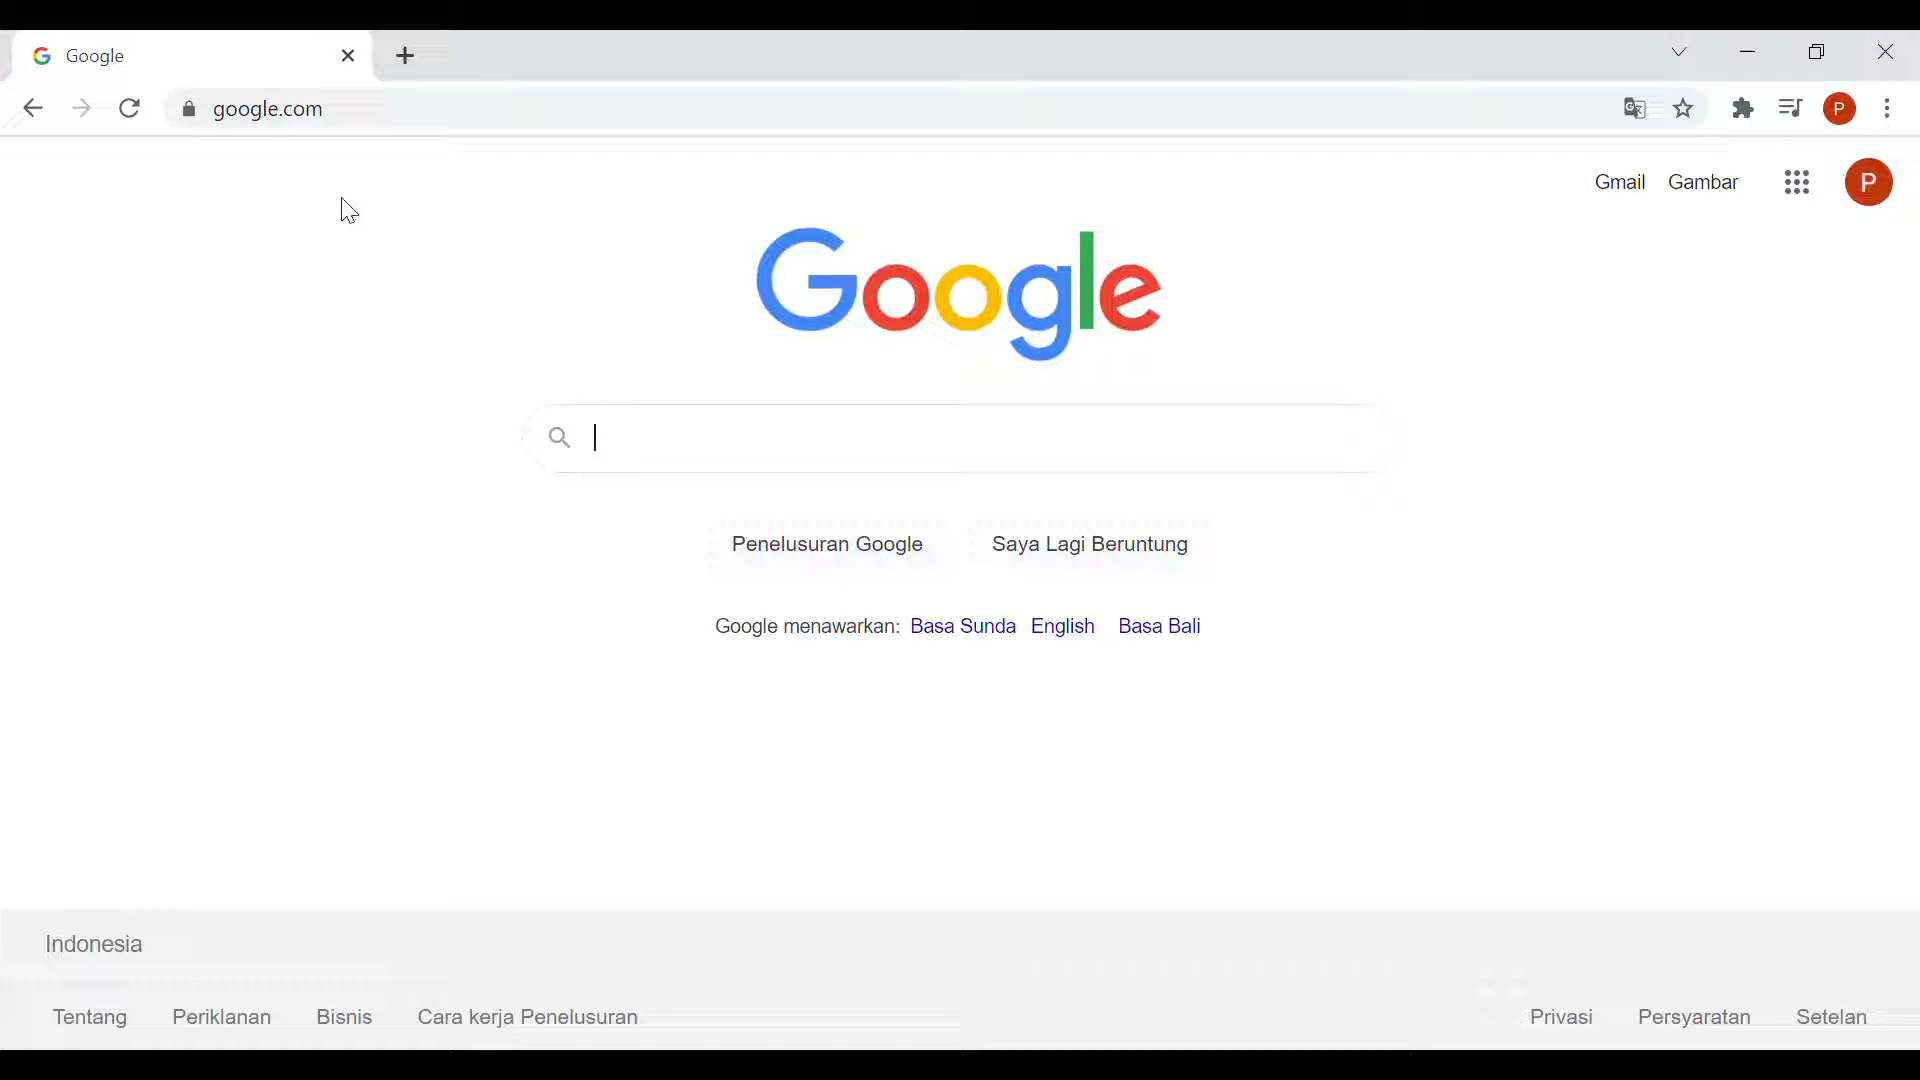 Google
google.com
P
Gmail Gambar
P
Google
Penelusuran Google Saya Lagi Beruntung
Google menawarkan: Basa Sunda English Basa Bali
Indonesia
Tentang Periklanan Bisnis Cara kerja Penelusuran Privasi Persyaratan Setelan